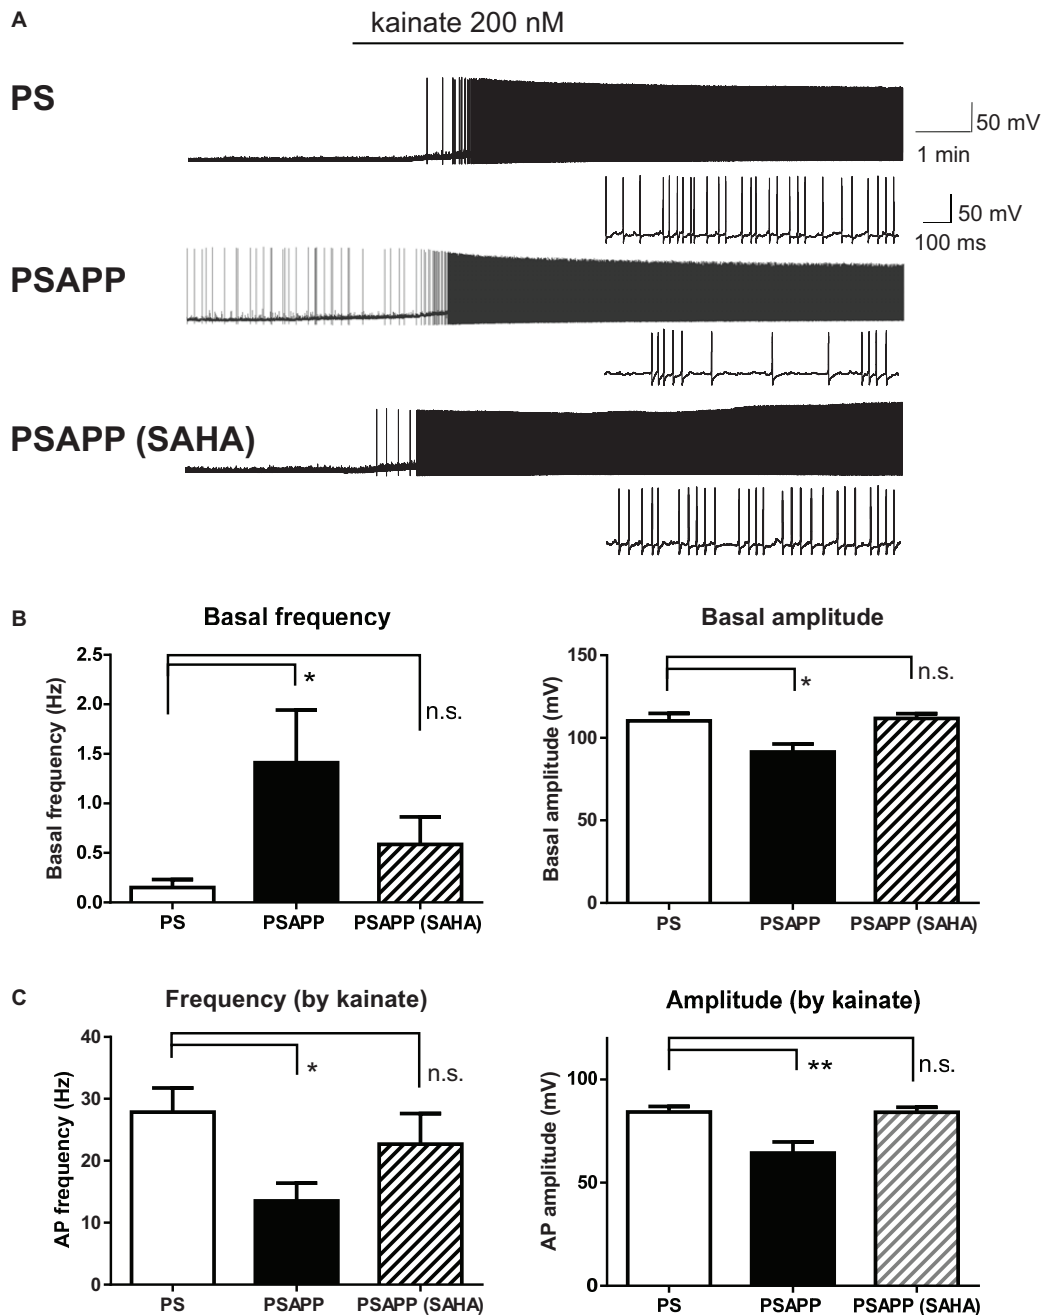 A
kainate 200 nM
PS
50 mV
1 min
50 mV
100 ms
PSAPP
PSAPP (SAHA)
B
Basal frequency
Basal frequency (Hz)
2.5
2.0
1.5
1.0
0.5
0.0
*
n.s.
PS
PSAPP
PSAPP (SAHA)
Basal amplitude
Basal amplitude (mV)
150
100
50
0
*
n.s.
PS
PSAPP
PSAPP (SAHA)
C
Frequency (by kainate)
AP frequency (Hz)
40
30
20
10
0
*
n.s.
PS
PSAPP
PSAPP (SAHA)
Amplitude (by kainate)
AP amplitude (mV)
100
50
0
**
n.s.
PS
PSAPP
PSAPP (SAHA)